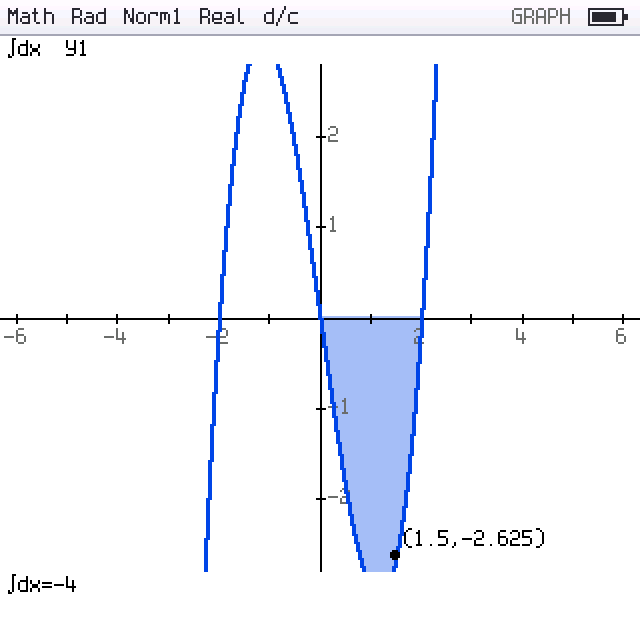 Math Rad Norm1 Real d/c GRAPH
∫dx Y1
2
1
-6 -4 -2 2 4 6
-1
-2
(1.5,-2.625)
∫dx=-4